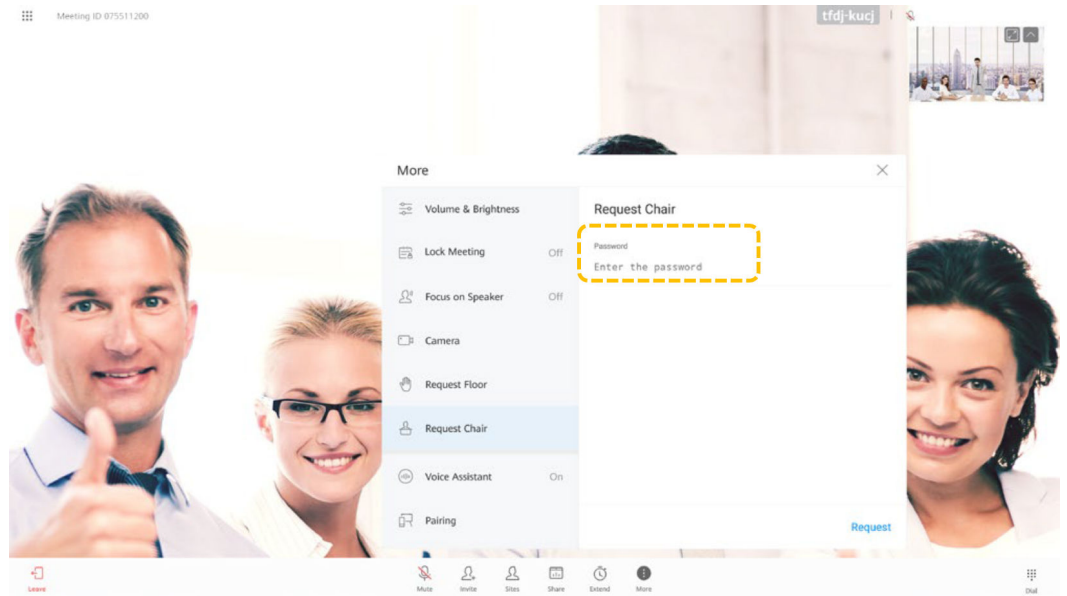 Meeting ID 075511200
tfdj-kucj
More
Volume & Brightness
Lock Meeting Off
Focus on Speaker Off
Camera
Request Floor
Request Chair
Voice Assistant On
Pairing
Request Chair
Password
Enter the password
Request
Leave
Mute
Invite
Sites
Share
Extend
More
Dial